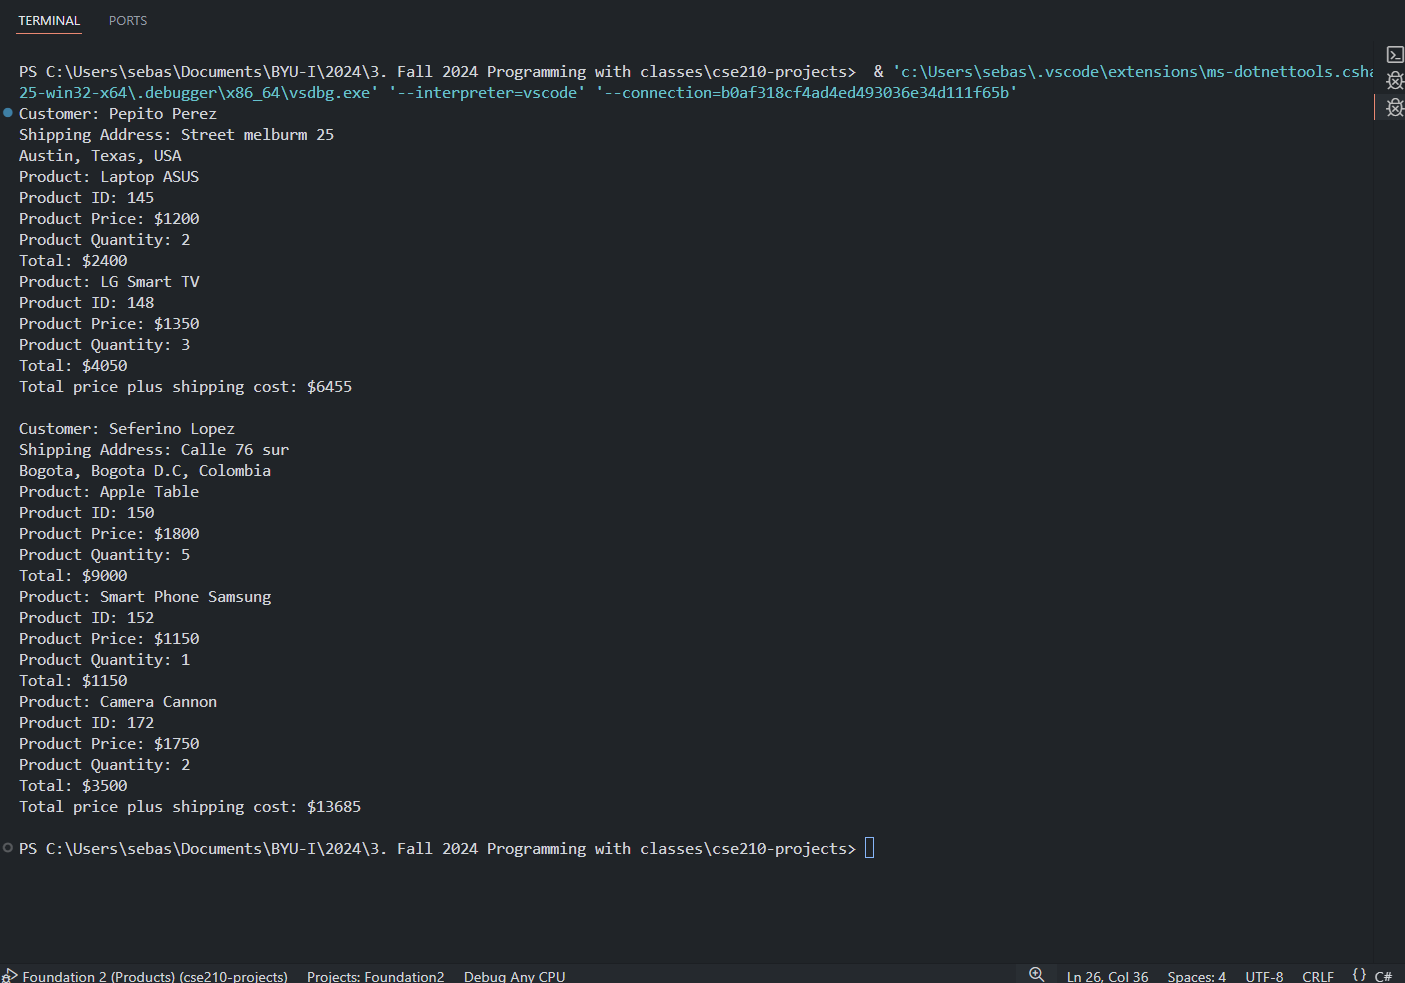 TERMINAL PORTS
PS C:\Users\sebas\Documents\BYU-I\2024\3. Fall 2024 Programming with classes\cse210-projects>  & 'c:\Users\sebas\.vscode\extensions\ms-dotnettools.csha
25-win32-x64\.debugger\x86_64\vsdbg.exe' '--interpreter=vscode' '--connection=b0af318cf4ad4ed493036e34d111f65b'
Customer: Pepito Perez
Shipping Address: Street melburm 25
Austin, Texas, USA
Product: Laptop ASUS
Product ID: 145
Product Price: $1200
Product Quantity: 2
Total: $2400
Product: LG Smart TV
Product ID: 148
Product Price: $1350
Product Quantity: 3
Total: $4050
Total price plus shipping cost: $6455
Customer: Seferino Lopez
Shipping Address: Calle 76 sur
Bogota, Bogota D.C, Colombia
Product: Apple Table
Product ID: 150
Product Price: $1800
Product Quantity: 5
Total: $9000
Product: Smart Phone Samsung
Product ID: 152
Product Price: $1150
Product Quantity: 1
Total: $1150
Product: Camera Cannon
Product ID: 172
Product Price: $1750
Product Quantity: 2
Total: $3500
Total price plus shipping cost: $13685
PS C:\Users\sebas\Documents\BYU-I\2024\3. Fall 2024 Programming with classes\cse210-projects>
Foundation 2 (Products) (cse210-projects) Projects: Foundation2 Debug Any CPU Ln 26, Col 36 Spaces: 4 UTF-8 CRLF {} C#